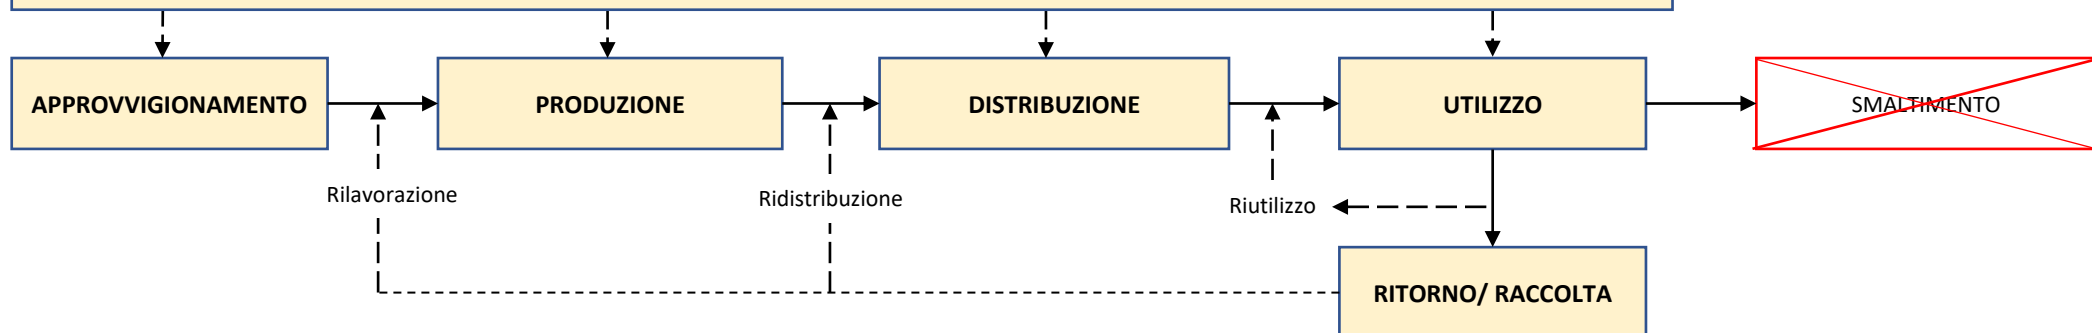 APPROVVIGIONAMENTO
PRODUZIONE
DISTRIBUZIONE
UTILIZZO
SMALTIMENTO
Rilavorazione
Ridistribuzione
Riutilizzo
RITORNO/ RACCOLTA